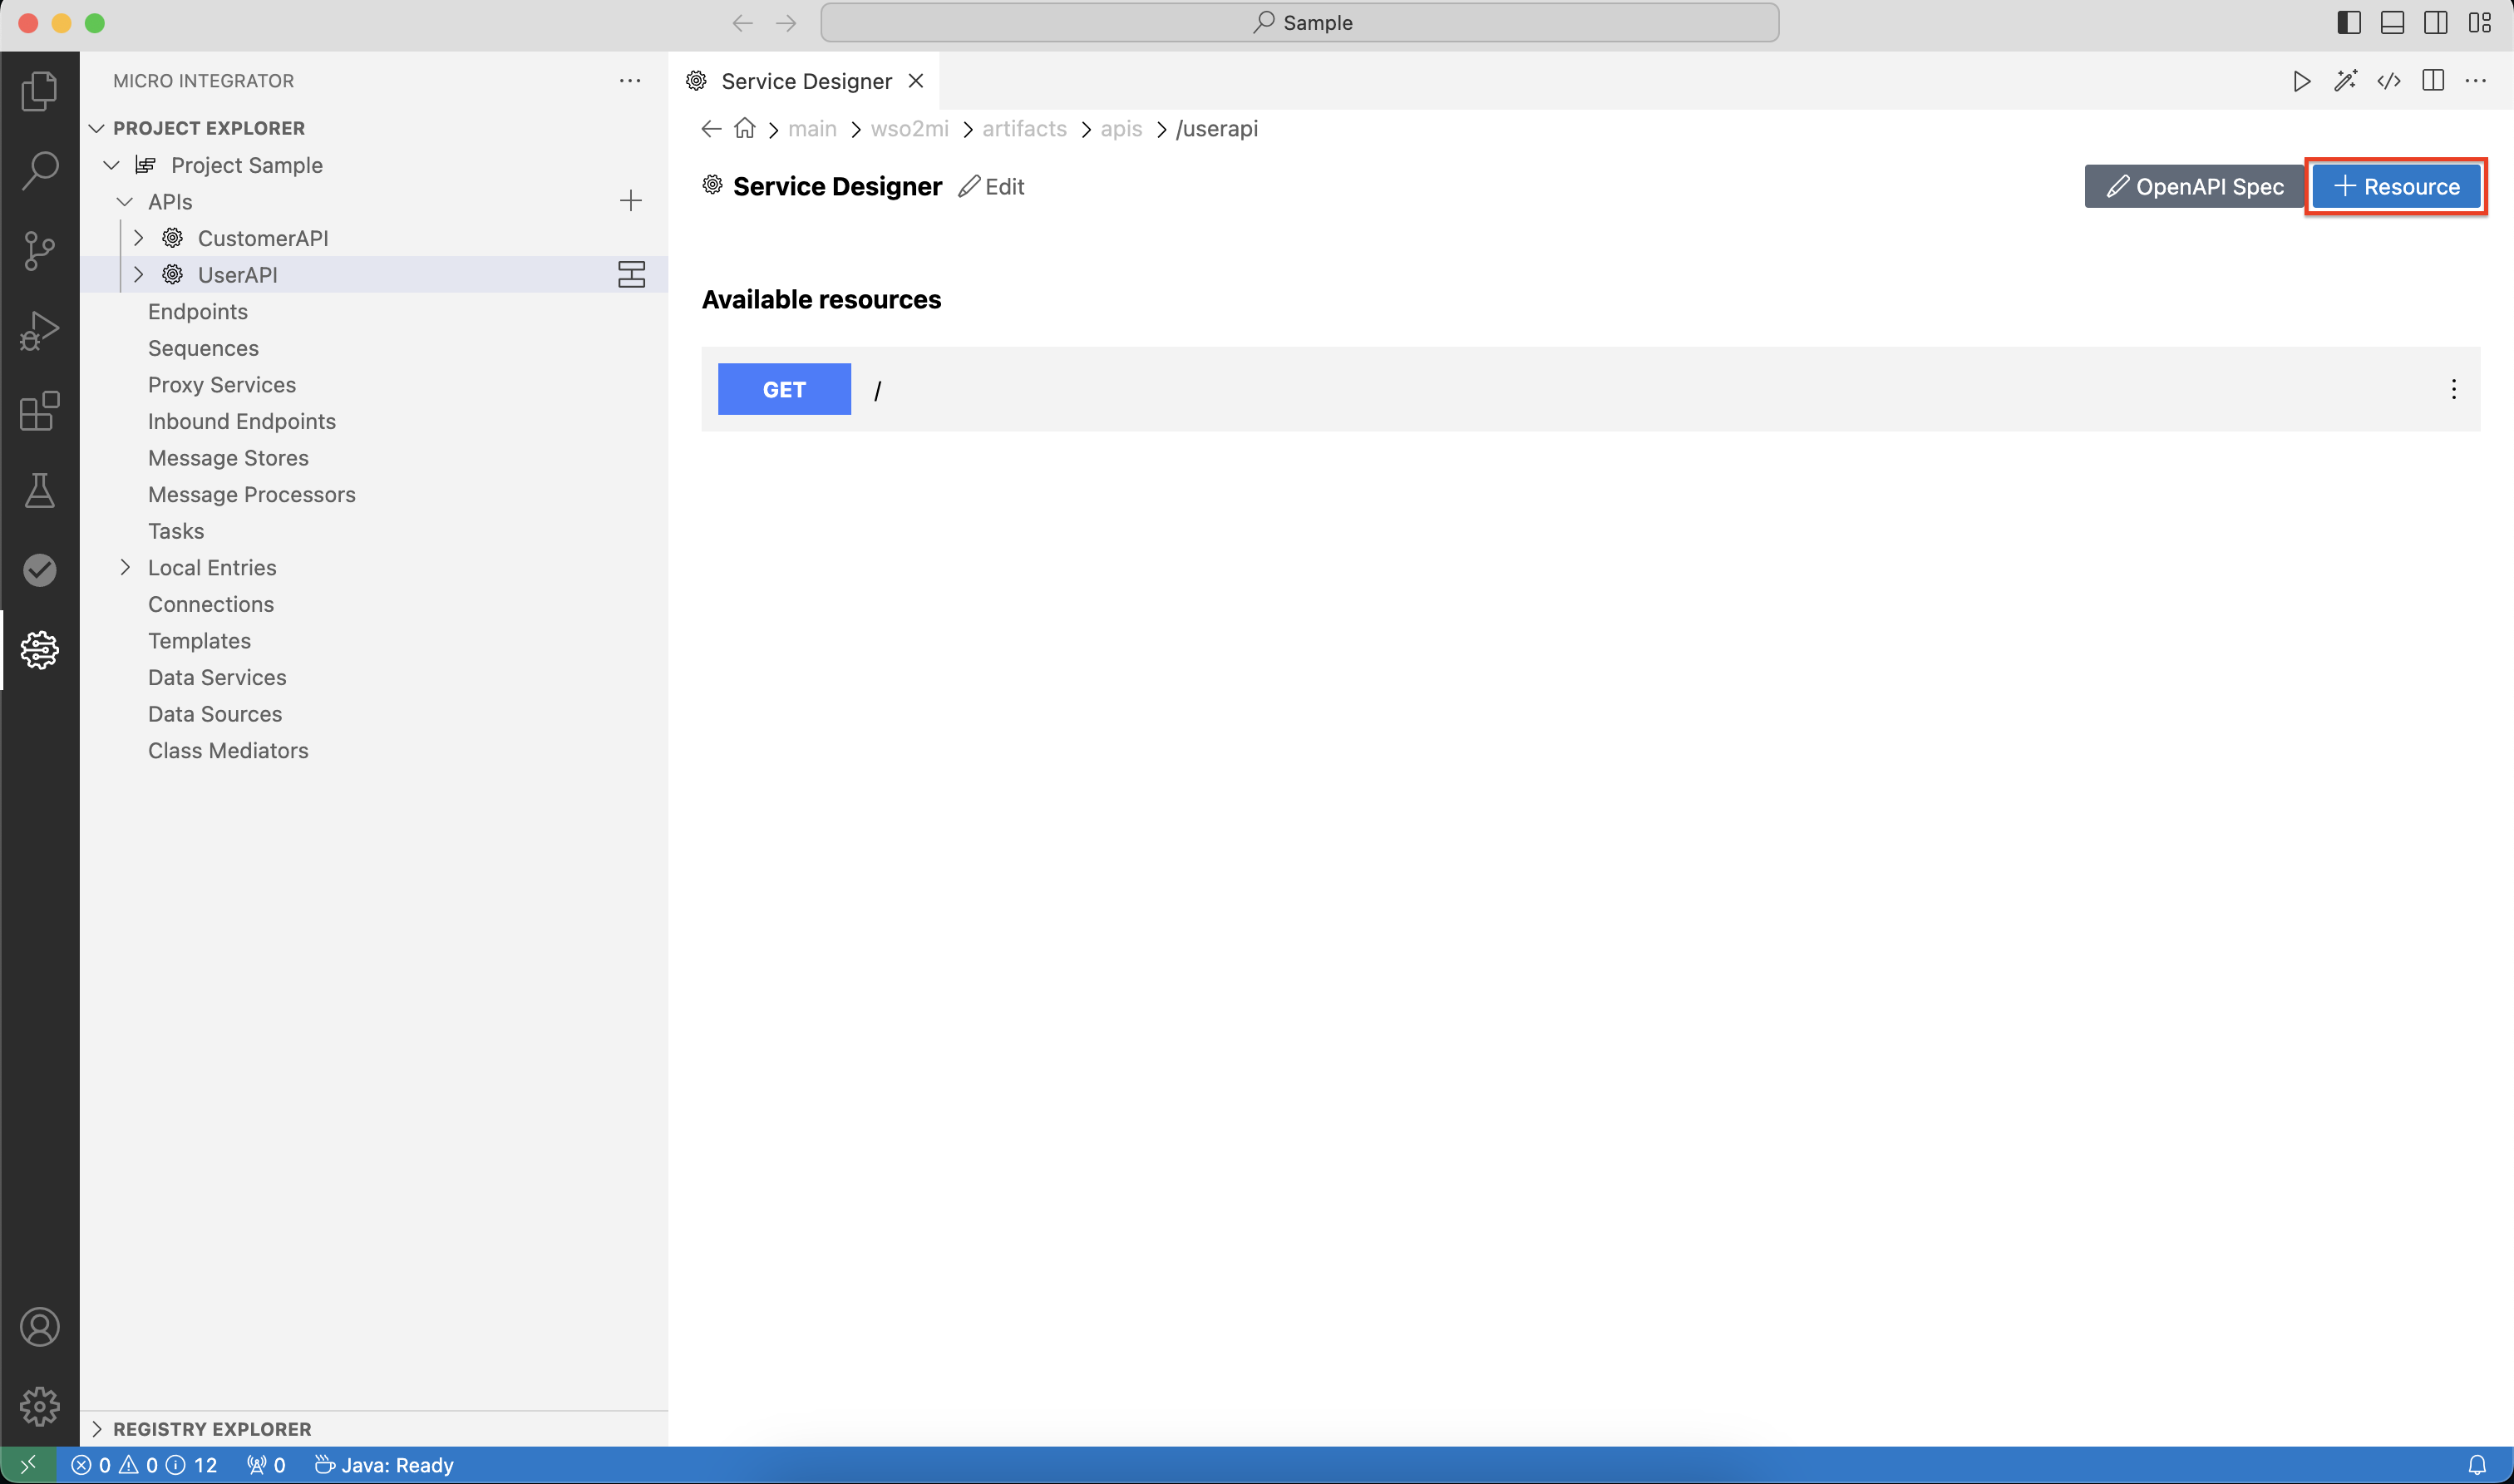 Sample
MICRO INTEGRATOR
PROJECT EXPLORER
Project Sample
APIs
CustomerAPI
UserAPI
Endpoints
Sequences
Proxy Services
Inbound Endpoints
Message Stores
Message Processors
Tasks
Local Entries
Connections
Templates
Data Services
Data Sources
Class Mediators
REGISTRY EXPLORER
Service Designer
main > wso2mi > artifacts > apis > /userapi
Service Designer Edit
OpenAPI Spec
Resource
Available resources
GET /
0 0 12 0 Java: Ready